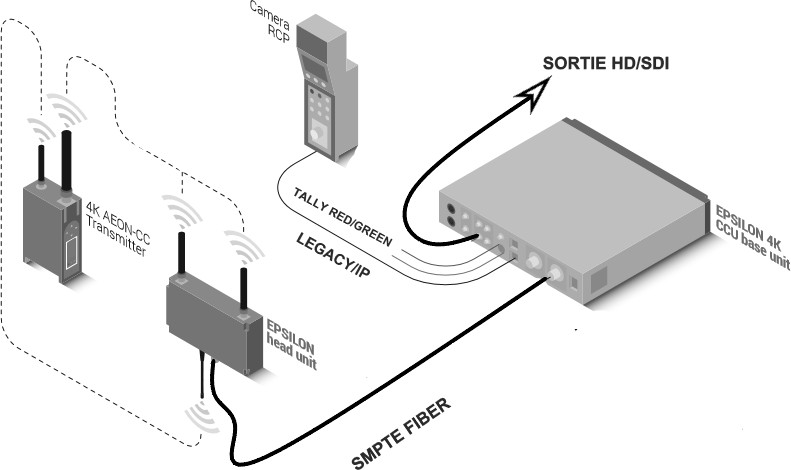 Camera
RCP
SORTIE HD/SDI
4K AEON-CC
Transmitter
TALLY RED/GREEN
LEGACY/IP
EPSILON 4K
CCU base unit
EPSILON
head unit
SMPTE FIBER